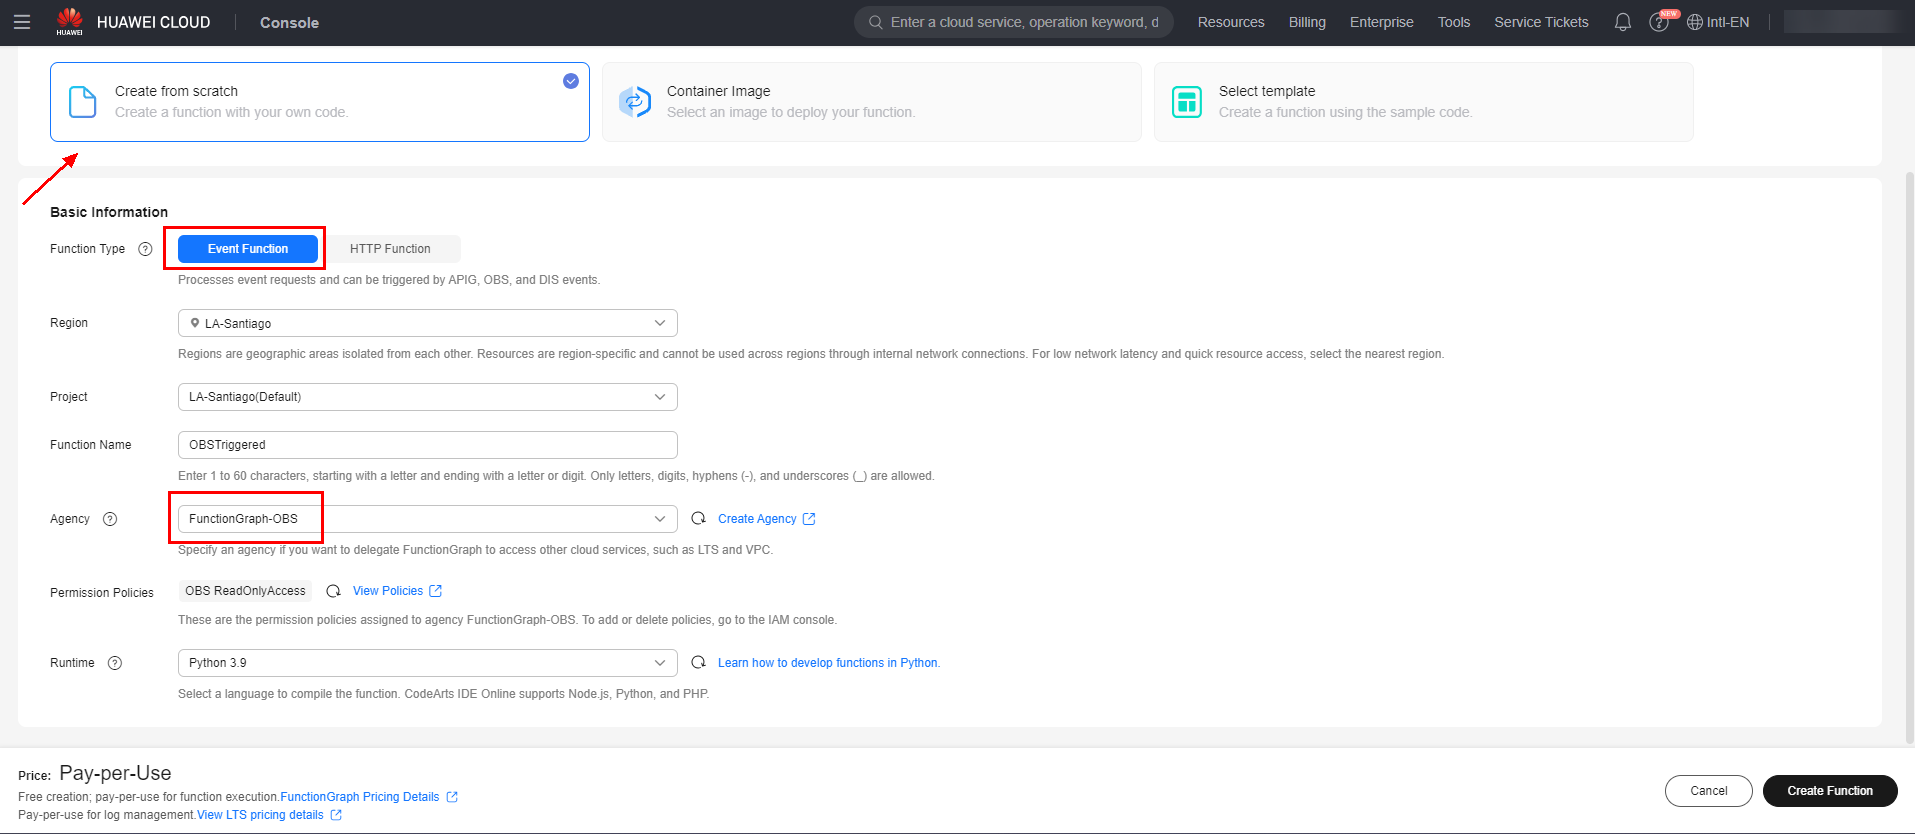 HUAWEI
HUAWEI CLOUD
Console
Enter a cloud service, operation keyword, d
Resources
Billing
Enterprise
Tools
Service Tickets
NEW
Intl-EN
Create from scratch
Create a function with your own code.
Container Image
Select an image to deploy your function.
Select template
Create a function using the sample code.
Basic Information
Function Type
Event Function
HTTP Function
Processes event requests and can be triggered by APIG, OBS, and DIS events.
Region
LA-Santiago
Regions are geographic areas isolated from each other. Resources are region-specific and cannot be used across regions through internal network connections. For low network latency and quick resource access, select the nearest region.
Project
LA-Santiago(Default)
Function Name
OBSTriggered
Enter 1 to 60 characters, starting with a letter and ending with a letter or digit. Only letters, digits, hyphens (-), and underscores (_) are allowed.
Agency
FunctionGraph-OBS
Create Agency
Specify an agency if you want to delegate FunctionGraph to access other cloud services, such as LTS and VPC.
Permission Policies
OBS ReadOnlyAccess
View Policies
These are the permission policies assigned to agency FunctionGraph-OBS. To add or delete policies, go to the IAM console.
Runtime
Python 3.9
Learn how to develop functions in Python.
Select a language to compile the function. CodeArts IDE Online supports Node.js, Python, and PHP.
Price: Pay-per-Use
Free creation; pay-per-use for function execution.FunctionGraph Pricing Details
Pay-per-use for log management.View LTS pricing details
Cancel
Create Function